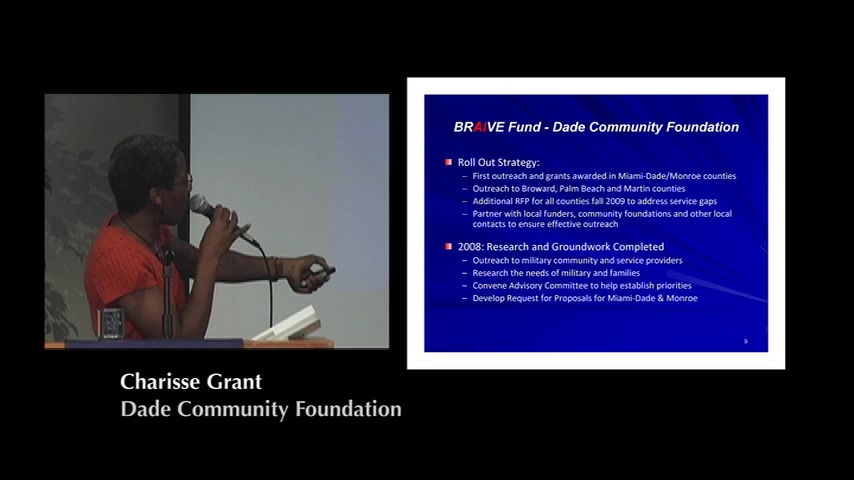 BRAIVE Fund - Dade Community Foundation
Roll Out Strategy:
– First outreach and grants awarded in Miami-Dade/Monroe counties
– Outreach to Broward, Palm Beach and Martin counties
– Additional RFP for all counties fall 2009 to address service gaps
– Partner with local funders, community foundations and other local
contacts to ensure effective outreach
2008: Research and Groundwork Completed
– Outreach to military community and service providers
– Research the needs of military and families
– Convene Advisory Committee to help establish priorities
– Develop Request for Proposals for Miami-Dade & Monroe
9
Charisse Grant
Dade Community Foundation